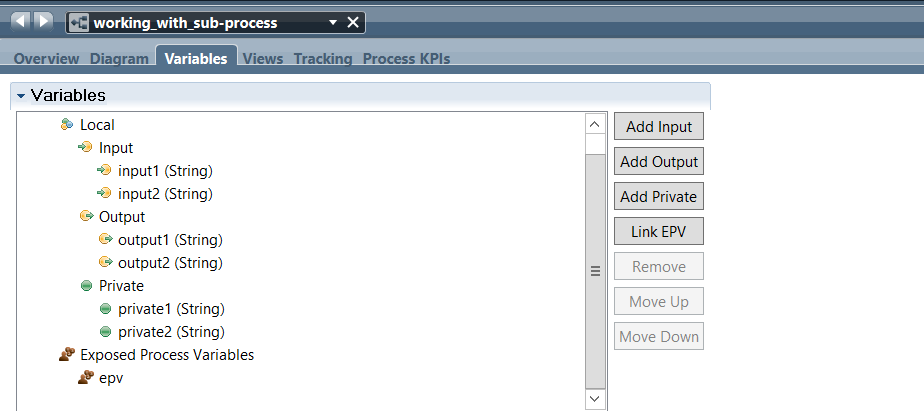 working_with_sub-process
Overview Diagram Variables Views Tracking Process KPIs
Variables
Local
Input
input1 (String)
input2 (String)
Output
output1 (String)
output2 (String)
Private
private1 (String)
private2 (String)
Exposed Process Variables
epv
Add Input
Add Output
Add Private
Link EPV
Remove
Move Up
Move Down